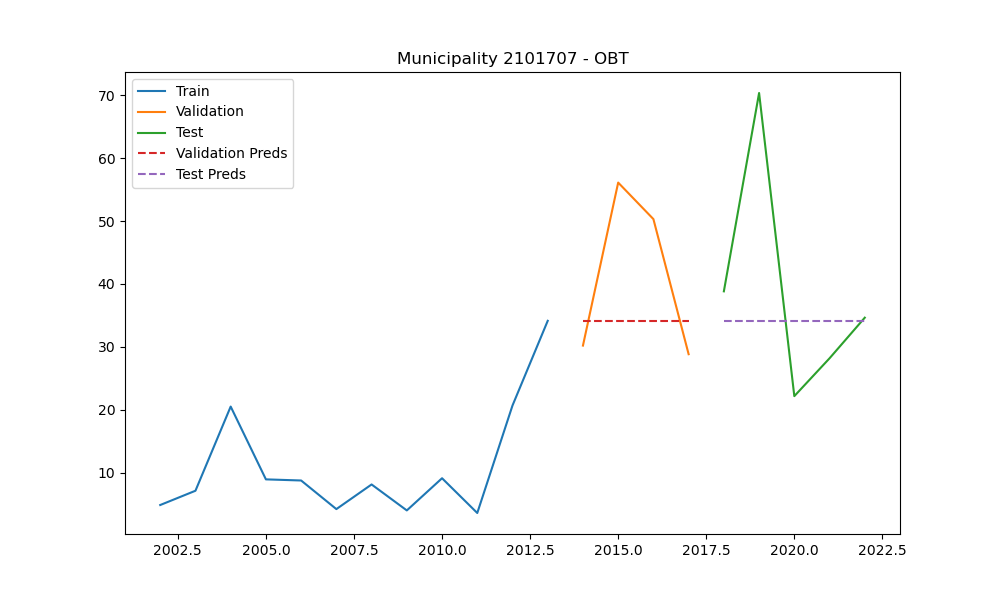 Municipality 2101707 - OBT
Train
Validation
Test
Validation Preds
Test Preds
70
60
50
40
30
20
10
2002.5 2005.0 2007.5 2010.0 2012.5 2015.0 2017.5 2020.0 2022.5